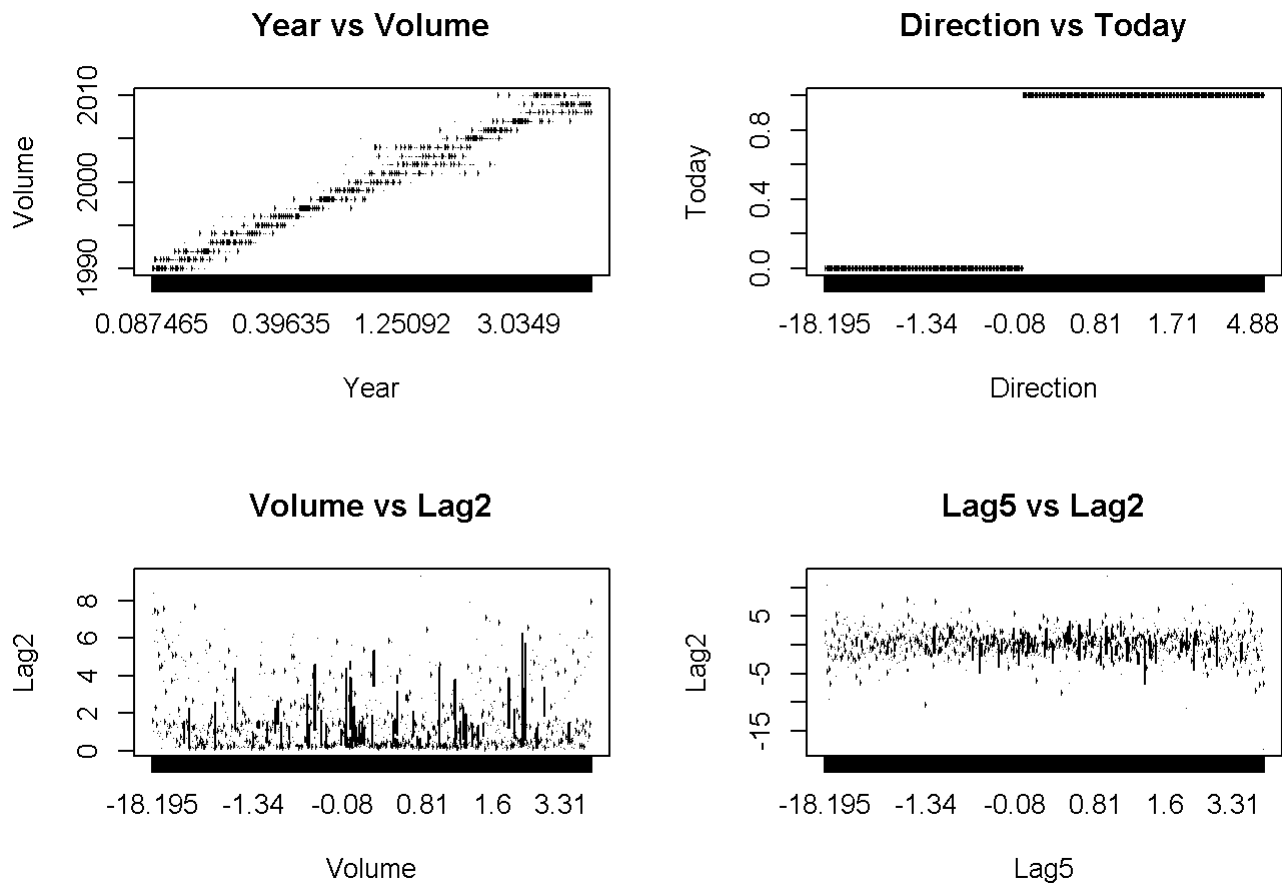 Year vs Volume
Volume
1990 2000 2010
0.087465 0.39635 1.25092 3.0349
Year
Direction vs Today
Today
0.0 0.4 0.8
-18.195 -1.34 -0.08 0.81 1.71 4.88
Direction
Volume vs Lag2
Lag2
0 2 4 6 8
-18.195 -1.34 -0.08 0.81 1.6 3.31
Volume
Lag5 vs Lag2
Lag2
-15 -5 5
-18.195 -1.34 -0.08 0.81 1.6 3.31
Lag5